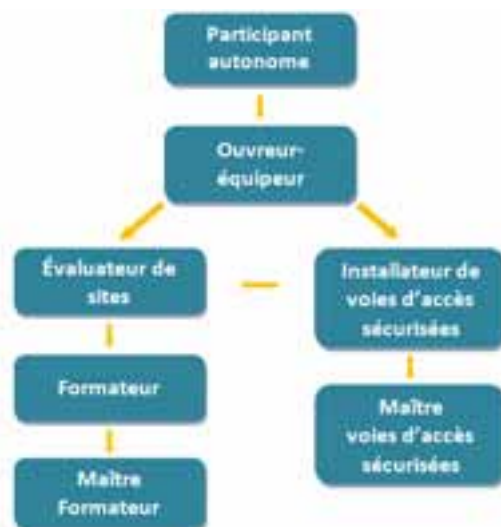 Participant
autonome
Ouvreur-
équipeur
Évaluateur de
sites
Installateur de
voies d'accès
sécurisées
Formateur
Maître
voies d'accès
sécurisées
Maître
Formateur